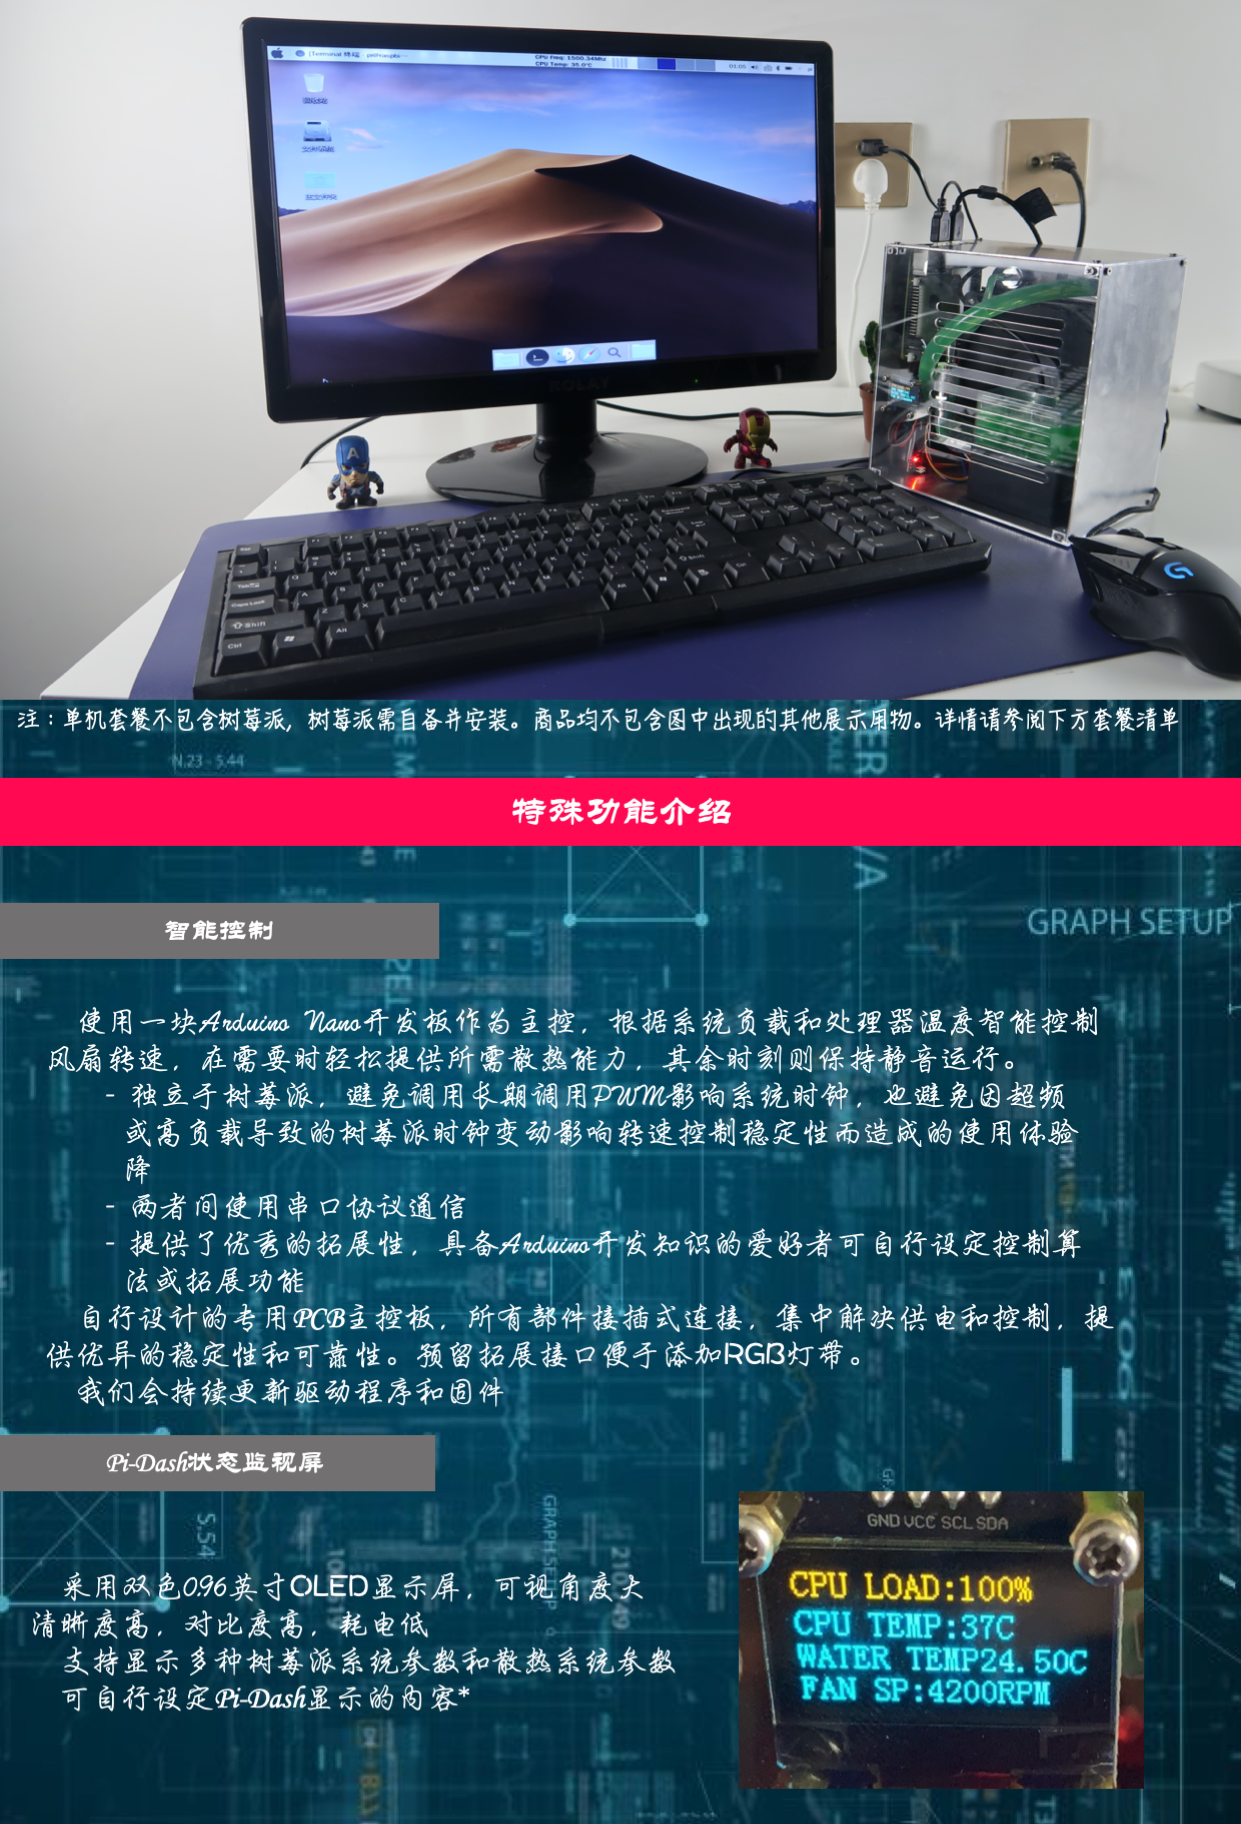 [Terminal 终端
CPU Freq: 1500.34Mhz
CPU Temp: 35.0°C
01:05
注：单机套餐不包含树莓派, 树莓派需自备并安装。商品均不包含图中出现的其他展示用物。详情请参阅下方套餐清单
N.23 - 5.44
特殊功能介绍
GRAPH SETUP
智能控制
使用一块Arduino Nano开发板作为主控，根据系统负载和处理器温度智能控制
风扇转速，在需要时轻松提供所需散热能力，其余时刻则保持静音运行。
- 独立于树莓派，避免调用长期调用PWM影响系统时钟，也避免因超频
或高负载导致的树莓派时钟变动影响转速控制稳定性而造成的使用体验
降
- 两者间使用串口协议通信
- 提供了优秀的拓展性，具备Arduino开发知识的爱好者可自行设定控制算
法或拓展功能
自行设计的专用PCB主控板，所有部件接插式连接，集中解决供电和控制，提
供优异的稳定性和可靠性。预留拓展接口便于添加RGB灯带。
我们会持续更新驱动程序和固件
Pi-Dash状态监视屏
采用双色0.96英寸OLED显示屏，可视角度大
清晰度高，对比度高，耗电低
支持显示多种树莓派系统参数和散热系统参数
可自行设定Pi-Dash显示的内容*
GND VCC SCL SDA
CPU LOAD:100%
CPU TEMP:37C
WATER TEMP24.50C
FAN SP:4200RPM